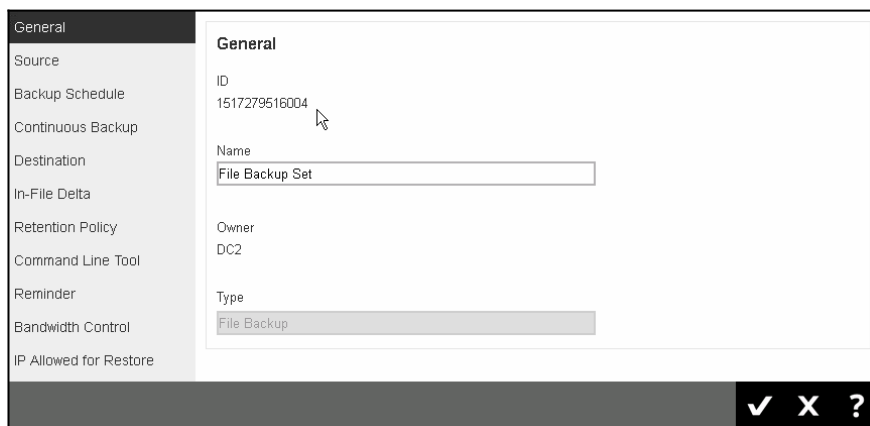 General
Source
Backup Schedule
Continuous Backup
Destination
In-File Delta
Retention Policy
Command Line Tool
Reminder
Bandwidth Control
IP Allowed for Restore
General
ID
1517279516004
Name
File Backup Set
Owner
DC2
Type
File Backup
?